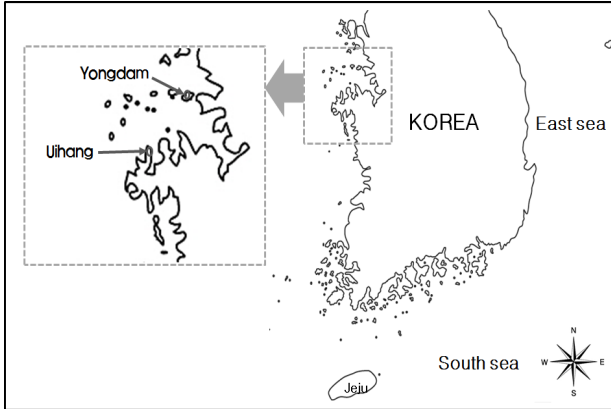 Yongdam
Uihang
KOREA
East sea
South sea
Jeju
N
W E
S